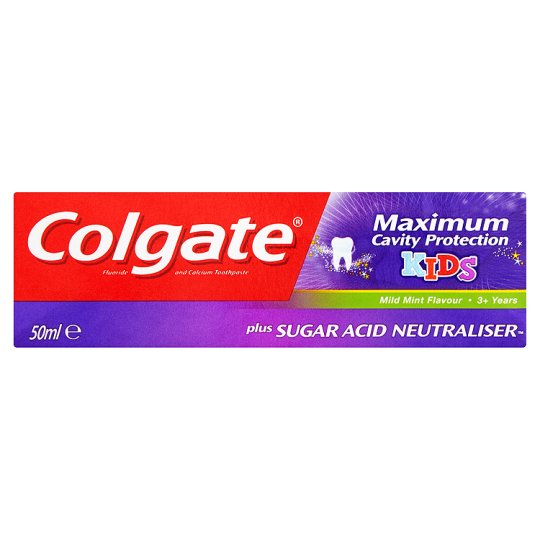 Colgate®
Fluoride and Calcium Toothpaste
Maximum
Cavity Protection
KIDS
Mild Mint Flavour • 3+ Years
50ml ℮
plus SUGAR ACID NEUTRALISER™